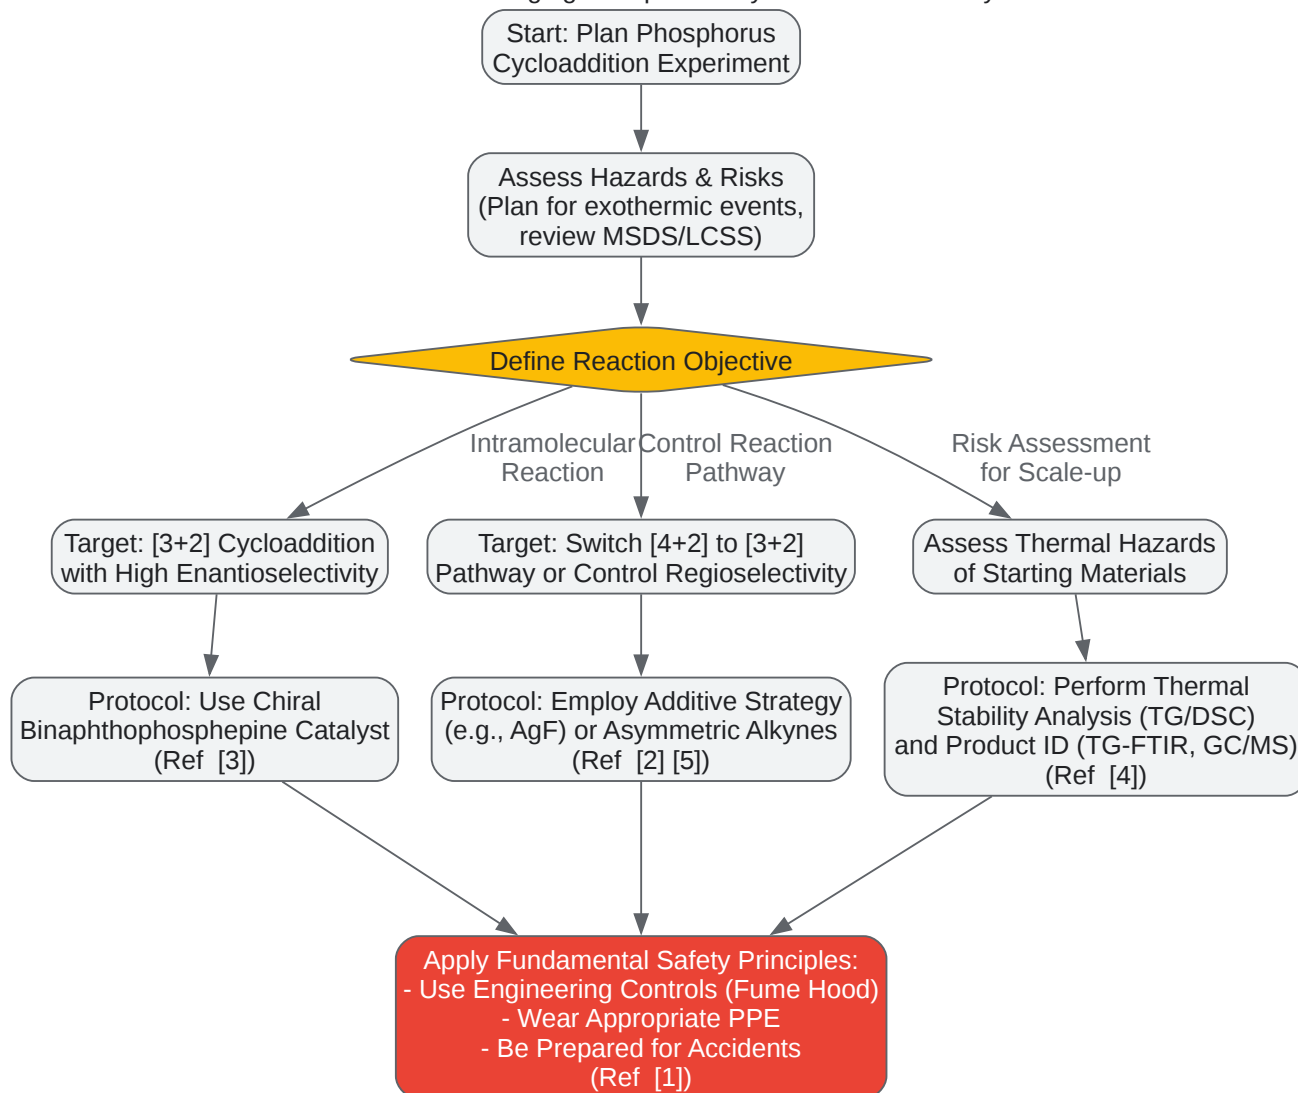 Start: Plan Phosphorus
Cycloaddition Experiment
Assess Hazards & Risks
(Plan for exothermic events,
review MSDS/LCSS)
Define Reaction Objective
Intramolecular
Reaction
Control Reaction
Pathway
Risk Assessment
for Scale-up
Target: [3+2] Cycloaddition
with High Enantioselectivity
Target: Switch [4+2] to [3+2]
Pathway or Control Regioselectivity
Assess Thermal Hazards
of Starting Materials
Protocol: Use Chiral
Binaphthophosphepine Catalyst
(Ref  [3])
Protocol: Employ Additive Strategy
(e.g., AgF) or Asymmetric Alkynes
(Ref  [2] [5])
Protocol: Perform Thermal
Stability Analysis (TG/DSC)
and Product ID (TG-FTIR, GC/MS)
(Ref  [4])
Apply Fundamental Safety Principles:
- Use Engineering Controls (Fume Hood)
- Wear Appropriate PPE
- Be Prepared for Accidents
(Ref  [1])